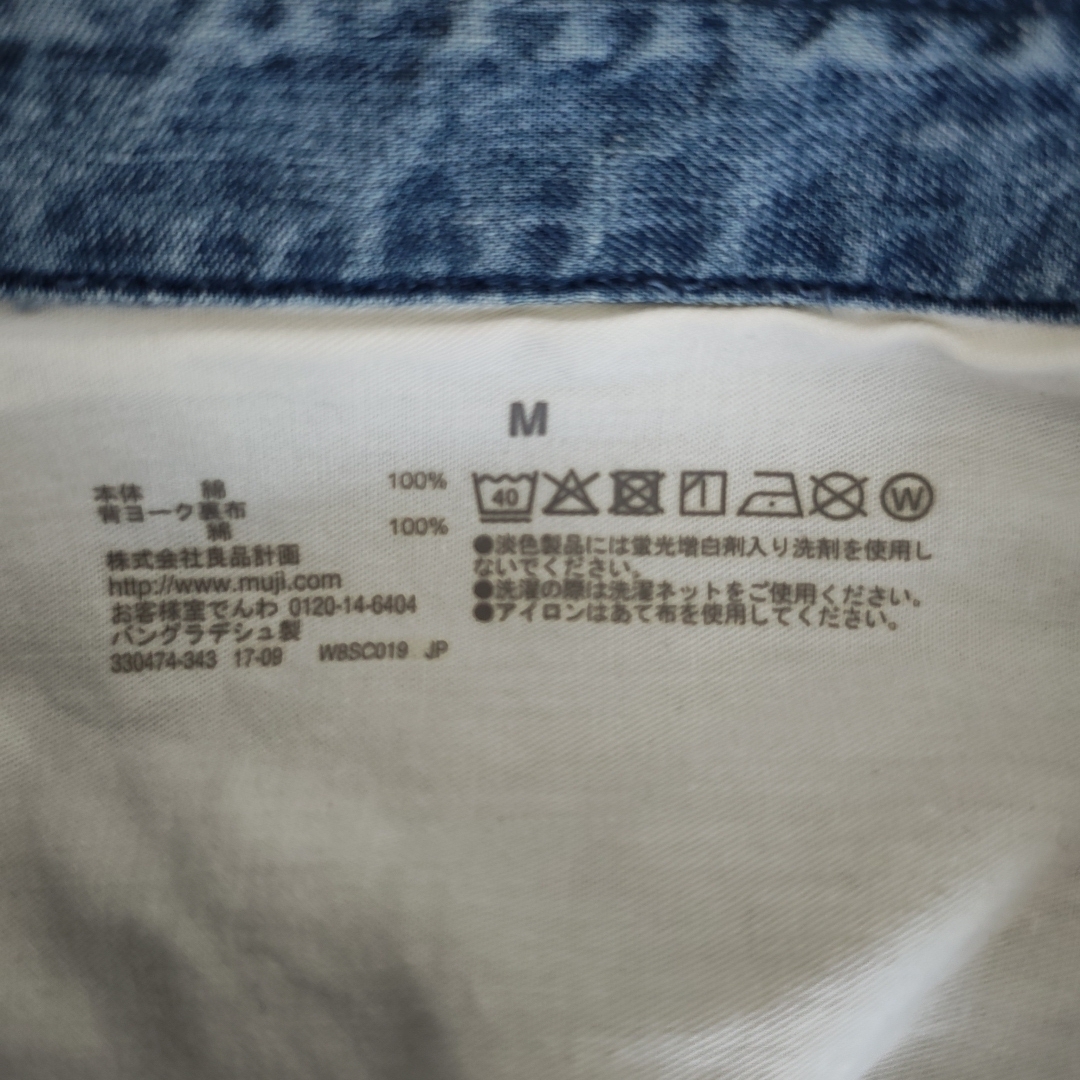 M
本体 綿 100%
背ヨーク裏布
綿 100%
株式会社良品計画
http://www.muji.com
お客様室でんわ 0120-14-6404
バングラデシュ製
330474-343 17-09 W8SC019 JP
40 W
●淡色製品には蛍光増白剤入り洗剤を使用し
ないでください。
●洗濯の際は洗濯ネットをご使用ください。
●アイロンはあて布を使用してください。